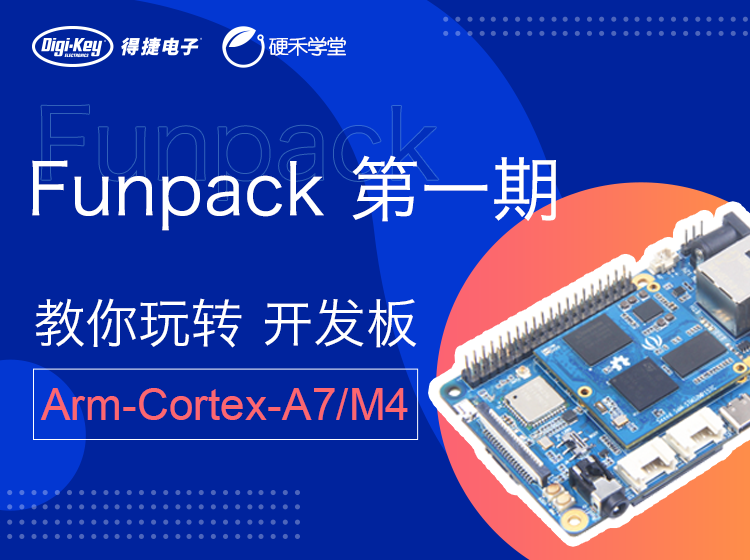 Digi-Key
ELECTRONICS
得捷电子
硬禾学堂
Funpack
Funpack 第一期
教你玩转 开发板
Arm-Cortex-A7/M4